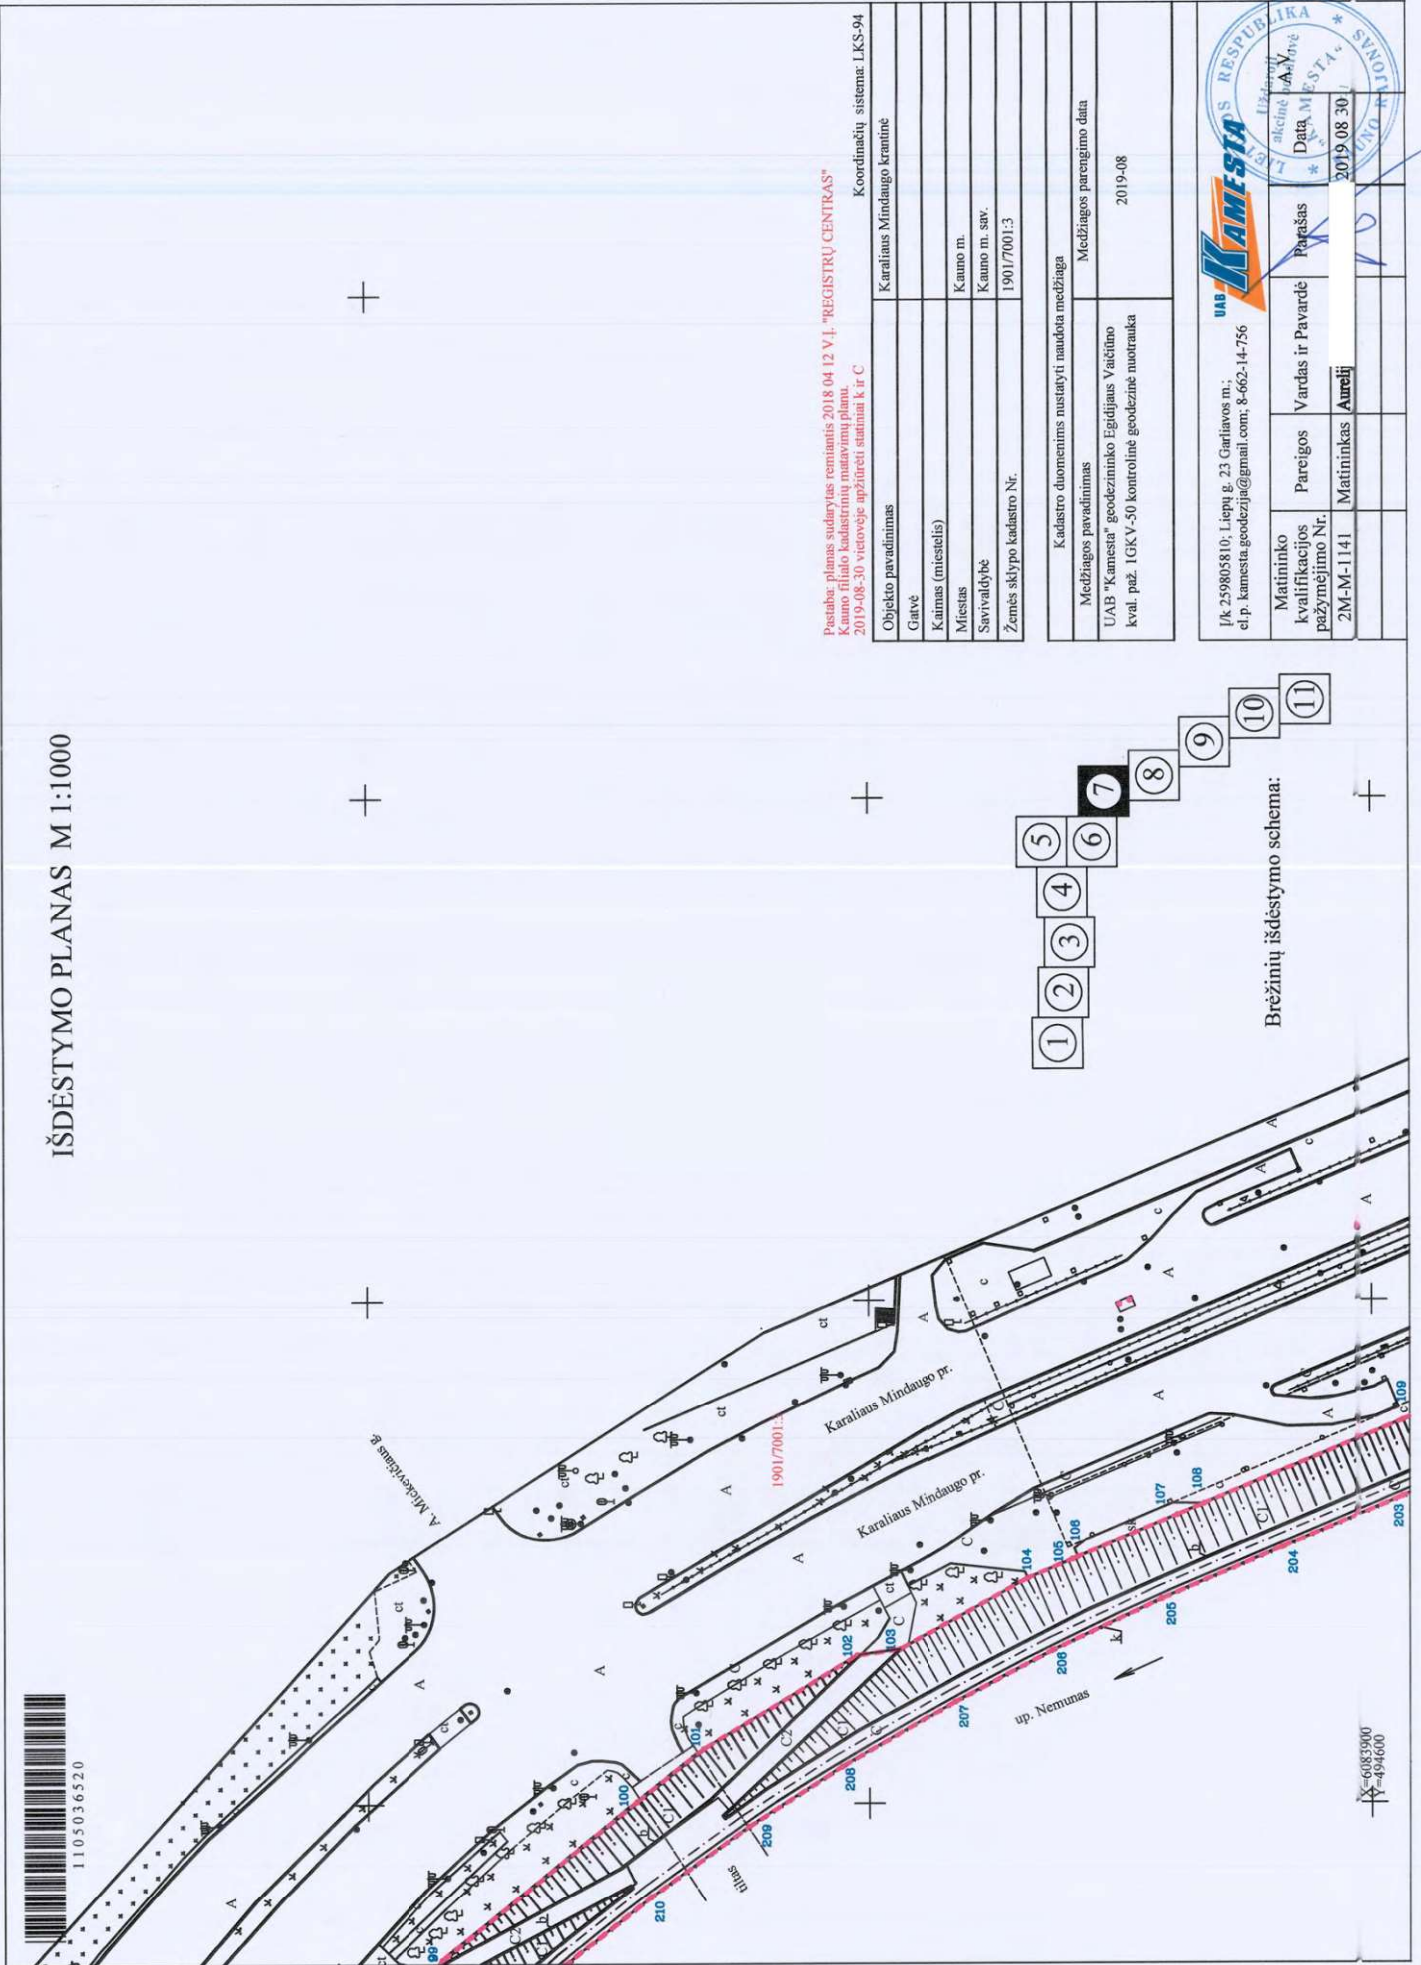 IŠDĖSTYMO PLANAS M 1:1000
1105036520
Pastaba: planas sudarytas remiantis 2018 04 12 V.Į. "REGISTRŲ CENTRAS"
Kauno filialo kadastrinių matavimų planu.
2019-08-30 vietovėje apžiūrėti statiniai k ir C
Koordinačių sistema: LKS-94
Objekto pavadinimas Karaliaus Mindaugo krantinė
Gatvė
Kaimas (miestelis)
Miestas Kauno m.
Savivaldybė Kauno m. sav.
Žemės sklypo kadastro Nr. 1901/7001:3
Kadastro duomenims nustatyti naudota medžiaga
Medžiagos pavadinimas Medžiagos parengimo data
UAB "Kamesta" geodezininko Egidijaus Vaičiūno
kval. paž. 1GKV-50 kontrolinė geodezinė nuotrauka
2019-08
UAB KAMESTA
Į/k 259805810; Liepų g. 23 Garliavos m.;
el.p. kamesta.geodezija@gmail.com; 8-662-14-756
Matininko
kvalifikacijos
pažymėjimo Nr.
Pareigos Vardas ir Pavardė Parašas Data A.V.
2M-M-1141 Matininkas Aurelij 2019 08 30
Brėžinių išdėstymo schema:
1 2 3 4 5 6 7 8 9 10 11
A. Mickevičiaus g.
Karaliaus Mindaugo pr.
Karaliaus Mindaugo pr.
1901/7001:
up. Nemunas
tiltas
k
99
100
101
102
103
104
105
106
107
108
109
203
204
205
206
207
208
209
210
X=6083900
Y=494600